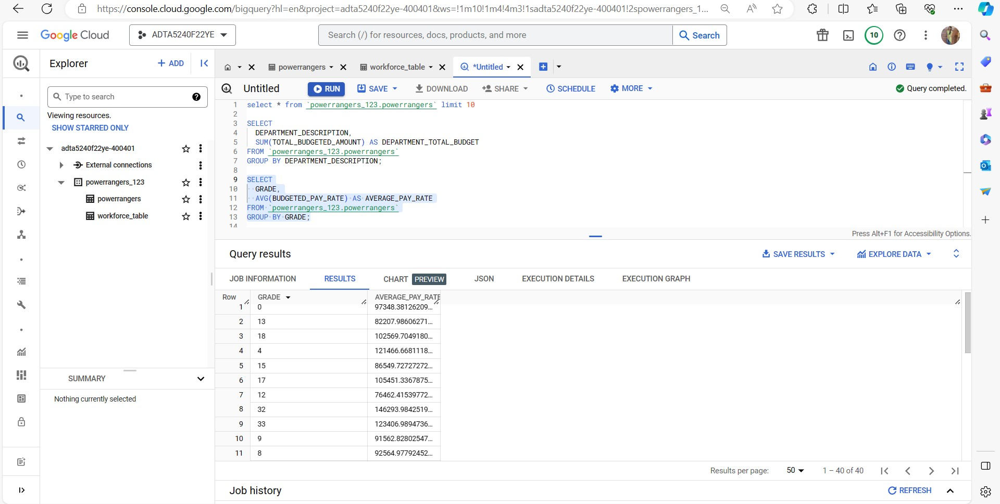 https://console.cloud.google.com/bigquery?hl=en&project=adta5240f22ye-400401&ws=!1m10!1m4!4m3!1sadta5240f22ye-400401!2spowerrangers_1...
Google Cloud ADTA5240F22YE Search (/) for resources, docs, products, and more Search 10
Explorer + ADD
powerrangers workforce_table *Untitled
Untitled RUN SAVE DOWNLOAD SHARE SCHEDULE MORE Query completed.
Type to search
Viewing resources.
SHOW STARRED ONLY
adta5240f22ye-400401
External connections
powerrangers_123
powerrangers
workforce_table
SUMMARY
Nothing currently selected
1 select * from `powerrangers_123.powerrangers` limit 10
2
3 SELECT
4 DEPARTMENT_DESCRIPTION,
5 SUM(TOTAL_BUDGETED_AMOUNT) AS DEPARTMENT_TOTAL_BUDGET
6 FROM `powerrangers_123.powerrangers`
7 GROUP BY DEPARTMENT_DESCRIPTION;
8
9 SELECT
10 GRADE,
11 AVG(BUDGETED_PAY_RATE) AS AVERAGE_PAY_RATE
12 FROM `powerrangers_123.powerrangers`
13 GROUP BY GRADE;
14
Press Alt+F1 for Accessibility Options.
Query results SAVE RESULTS EXPLORE DATA
JOB INFORMATION RESULTS CHART PREVIEW JSON EXECUTION DETAILS EXECUTION GRAPH
Row GRADE AVERAGE_PAY_RATE
1 0 97348.38126209...
2 13 82207.98606271...
3 18 102569.7049180...
4 4 121466.6681118...
5 15 86549.72727272...
6 17 105451.3367875...
7 12 76462.41539772...
8 32 146293.9842519...
9 33 123406.9894736...
10 9 91562.82802547...
11 8 92564.97792452...
Results per page: 50 1 – 40 of 40
Job history REFRESH